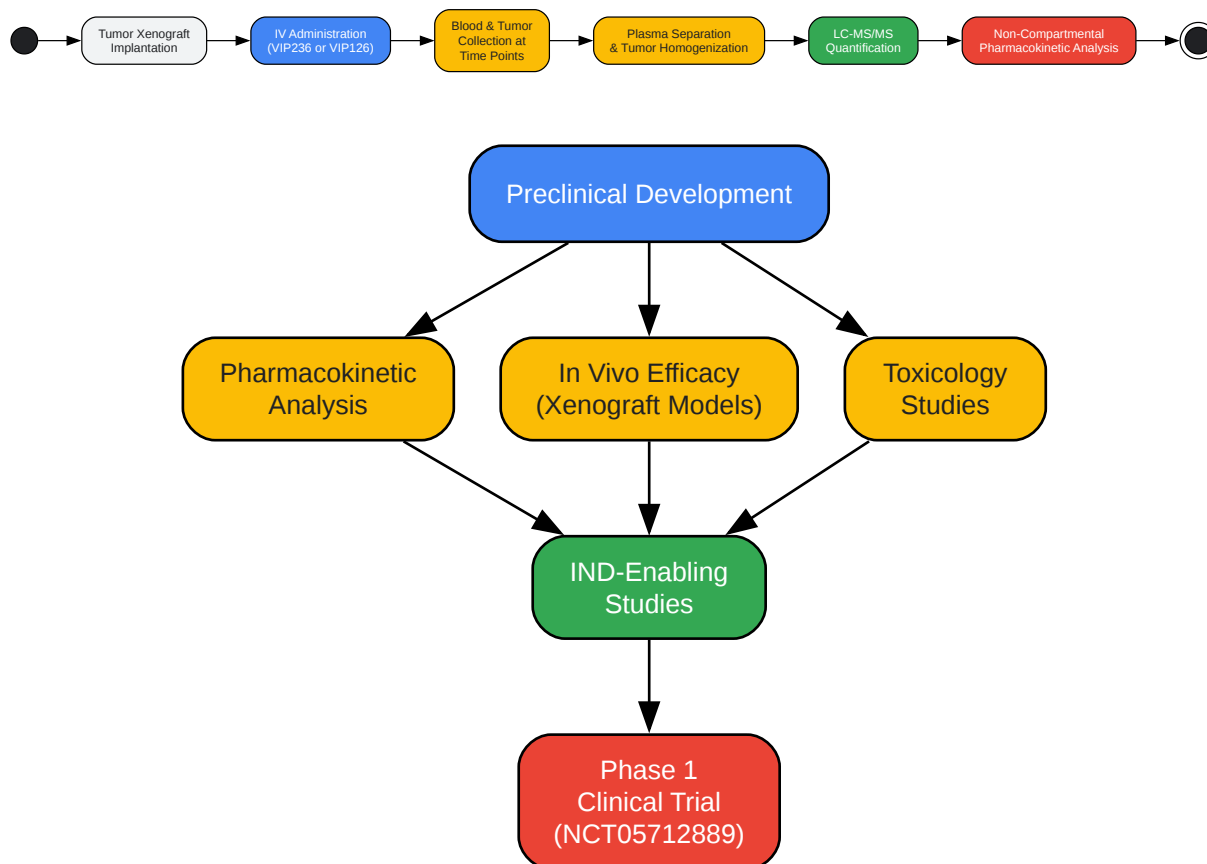 Tumor Xenograft
Implantation
IV Administration
(VIP236 or VIP126)
Blood & Tumor
Collection at
Time Points
Plasma Separation
& Tumor Homogenization
LC-MS/MS
Quantification
Non-Compartmental
Pharmacokinetic Analysis
Preclinical Development
Pharmacokinetic
Analysis
In Vivo Efficacy
(Xenograft Models)
Toxicology
Studies
IND-Enabling
Studies
Phase 1
Clinical Trial
(NCT05712889)